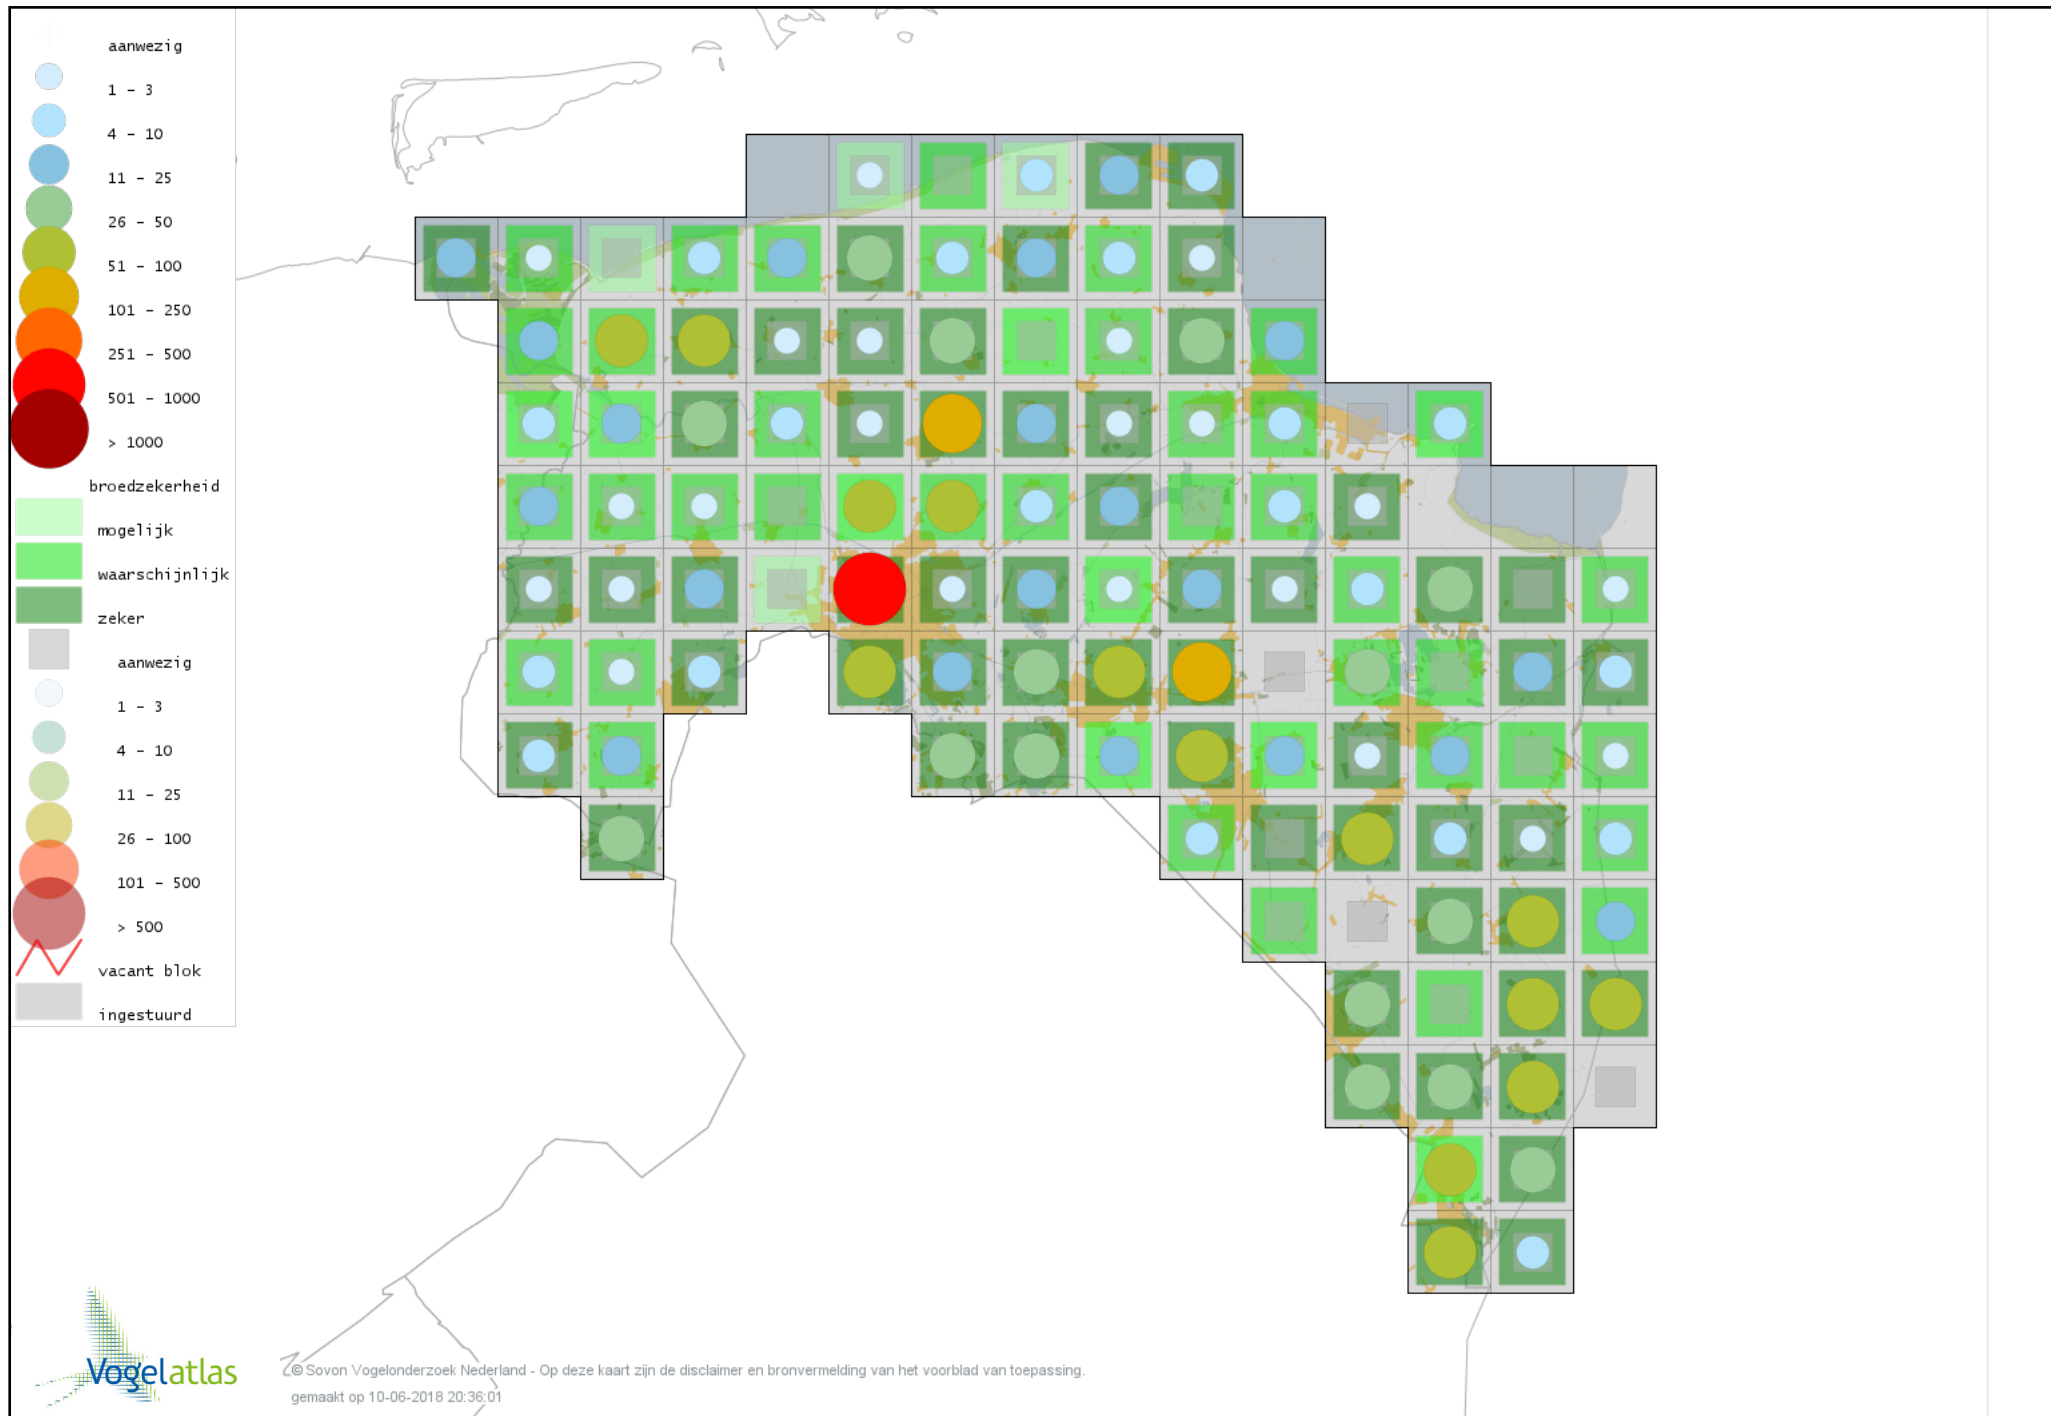 aanwezig
1 - 3
4 - 10
11 - 25
26 - 50
51 - 100
101 - 250
251 - 500
501 - 1000
> 1000
broedzekerheid
mogelijk
waarschijnlijk
zeker
aanwezig
1 - 3
4 - 10
11 - 25
26 - 100
101 - 500
> 500
vacant blok
ingestuurd
Vogelatlas
© Sovon Vogelonderzoek Nederland - Op deze kaart zijn de disclaimer en bronvermelding van het voorblad van toepassing.
gemaakt op 10-06-2018 20:36:01